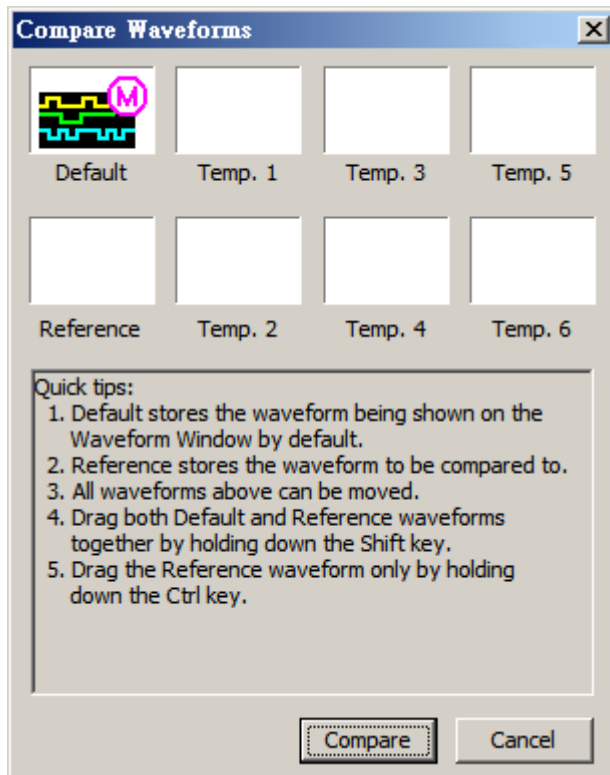 Compare Waveforms
M
Default Temp. 1 Temp. 3 Temp. 5
Reference Temp. 2 Temp. 4 Temp. 6
Quick tips:
1. Default stores the waveform being shown on the
Waveform Window by default.
2. Reference stores the waveform to be compared to.
3. All waveforms above can be moved.
4. Drag both Default and Reference waveforms
together by holding down the Shift key.
5. Drag the Reference waveform only by holding
down the Ctrl key.
Compare Cancel